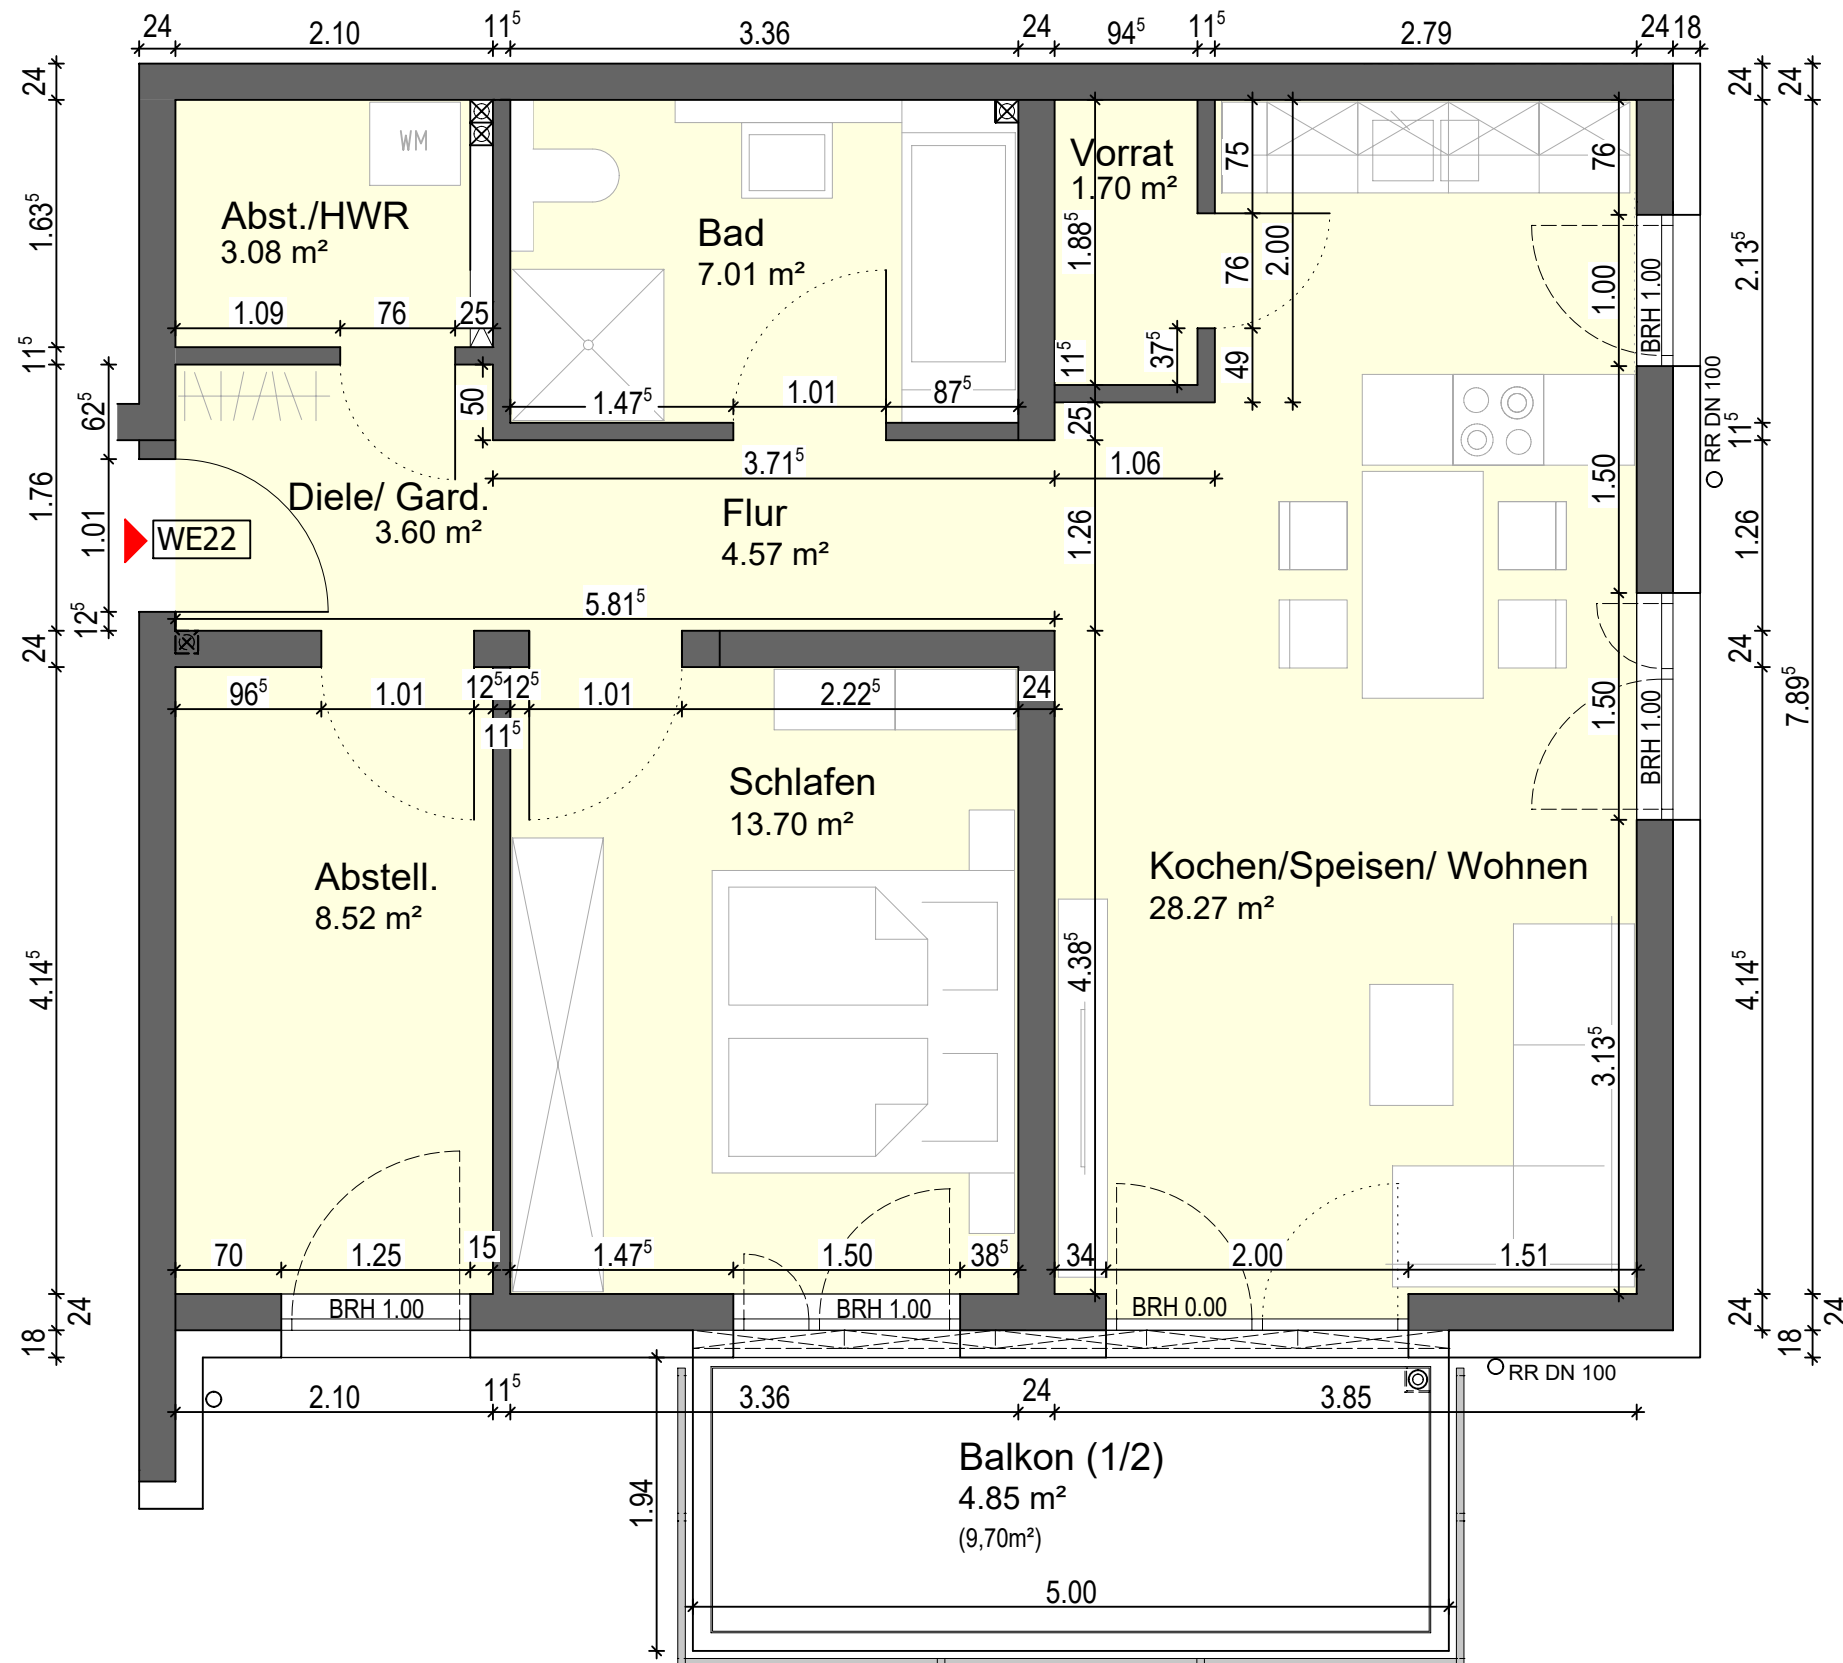 24 2.10 11⁵ 3.36 24 94⁵ 11⁵ 2.79 24 18
24 24 24
WM
Vorrat
1.70 m²
75 76
Abst./HWR
3.08 m²
Bad
7.01 m²
1.63⁵ 1.88⁵ 76 2.00 1.00 BRH 1.00 2.13⁵
1.09 76 25
11⁵ 11⁵ 37⁵ 49 RR DN 100
62⁵ 50 1.47⁵ 1.01 87⁵ 25 11⁵
3.71⁵ 1.06
1.76 1.01 1.26 1.50 1.26
Diele/ Gard.
3.60 m²
Flur
4.57 m²
WE22
5.81⁵
12⁵
24 24
96⁵ 1.01 12⁵ 12⁵ 1.01 2.22⁵ 24
11⁵
1.50 BRH 1.00 7.89⁵
Schlafen
13.70 m²
Abstell.
8.52 m²
Kochen/Speisen/ Wohnen
28.27 m²
4.14⁵ 4.38⁵ 3.13⁵ 4.14⁵
70 1.25 15 1.47⁵ 1.50 38⁵ 34 2.00 1.51
BRH 1.00 BRH 1.00 BRH 0.00
24 24 24
18 18
RR DN 100
2.10 11⁵ 3.36 24 3.85
Balkon (1/2)
4.85 m²
(9,70m²)
1.94
5.00